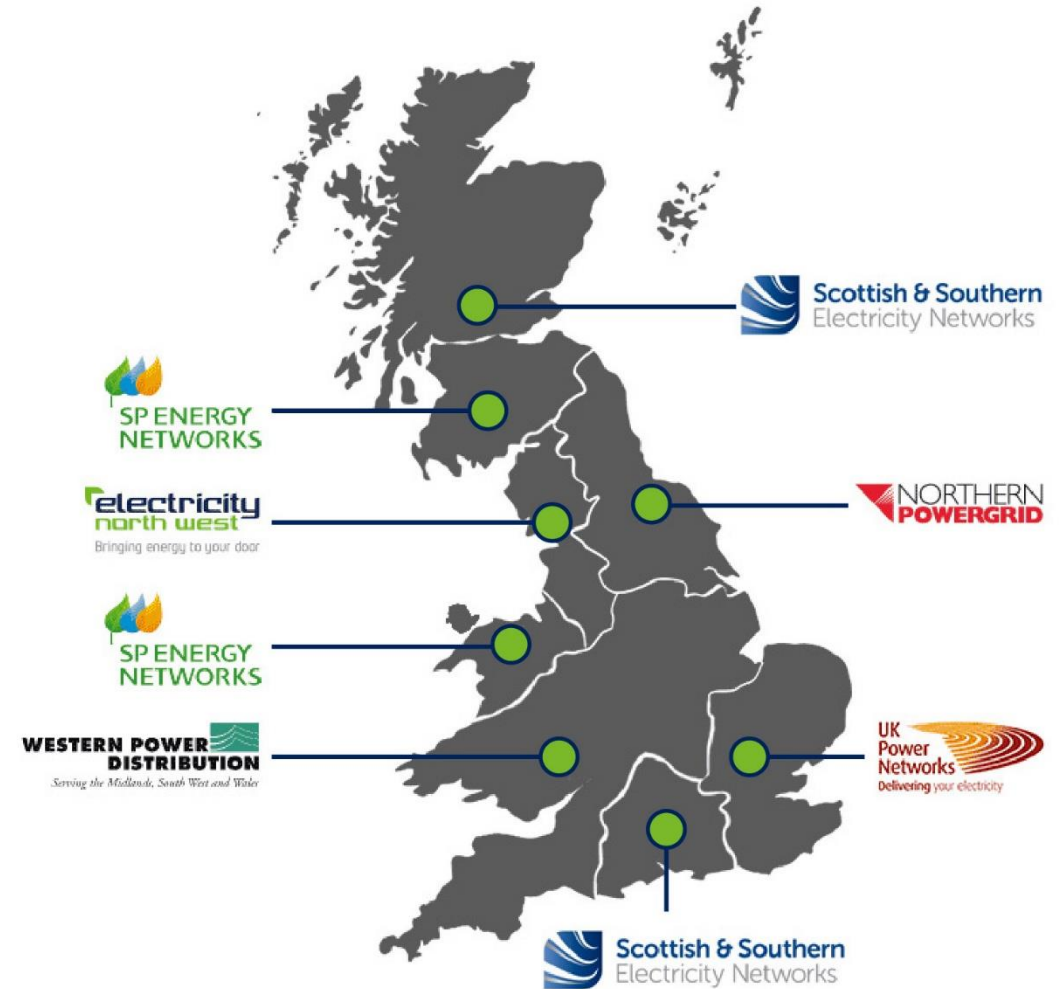 Scottish & Southern
Electricity Networks
SP ENERGY
NETWORKS
electricity
north west
Bringing energy to your door
NORTHERN
POWERGRID
SP ENERGY
NETWORKS
WESTERN POWER
DISTRIBUTION
Serving the Midlands, South West and Wales
UK
Power
Networks
Delivering your electricity
Scottish & Southern
Electricity Networks